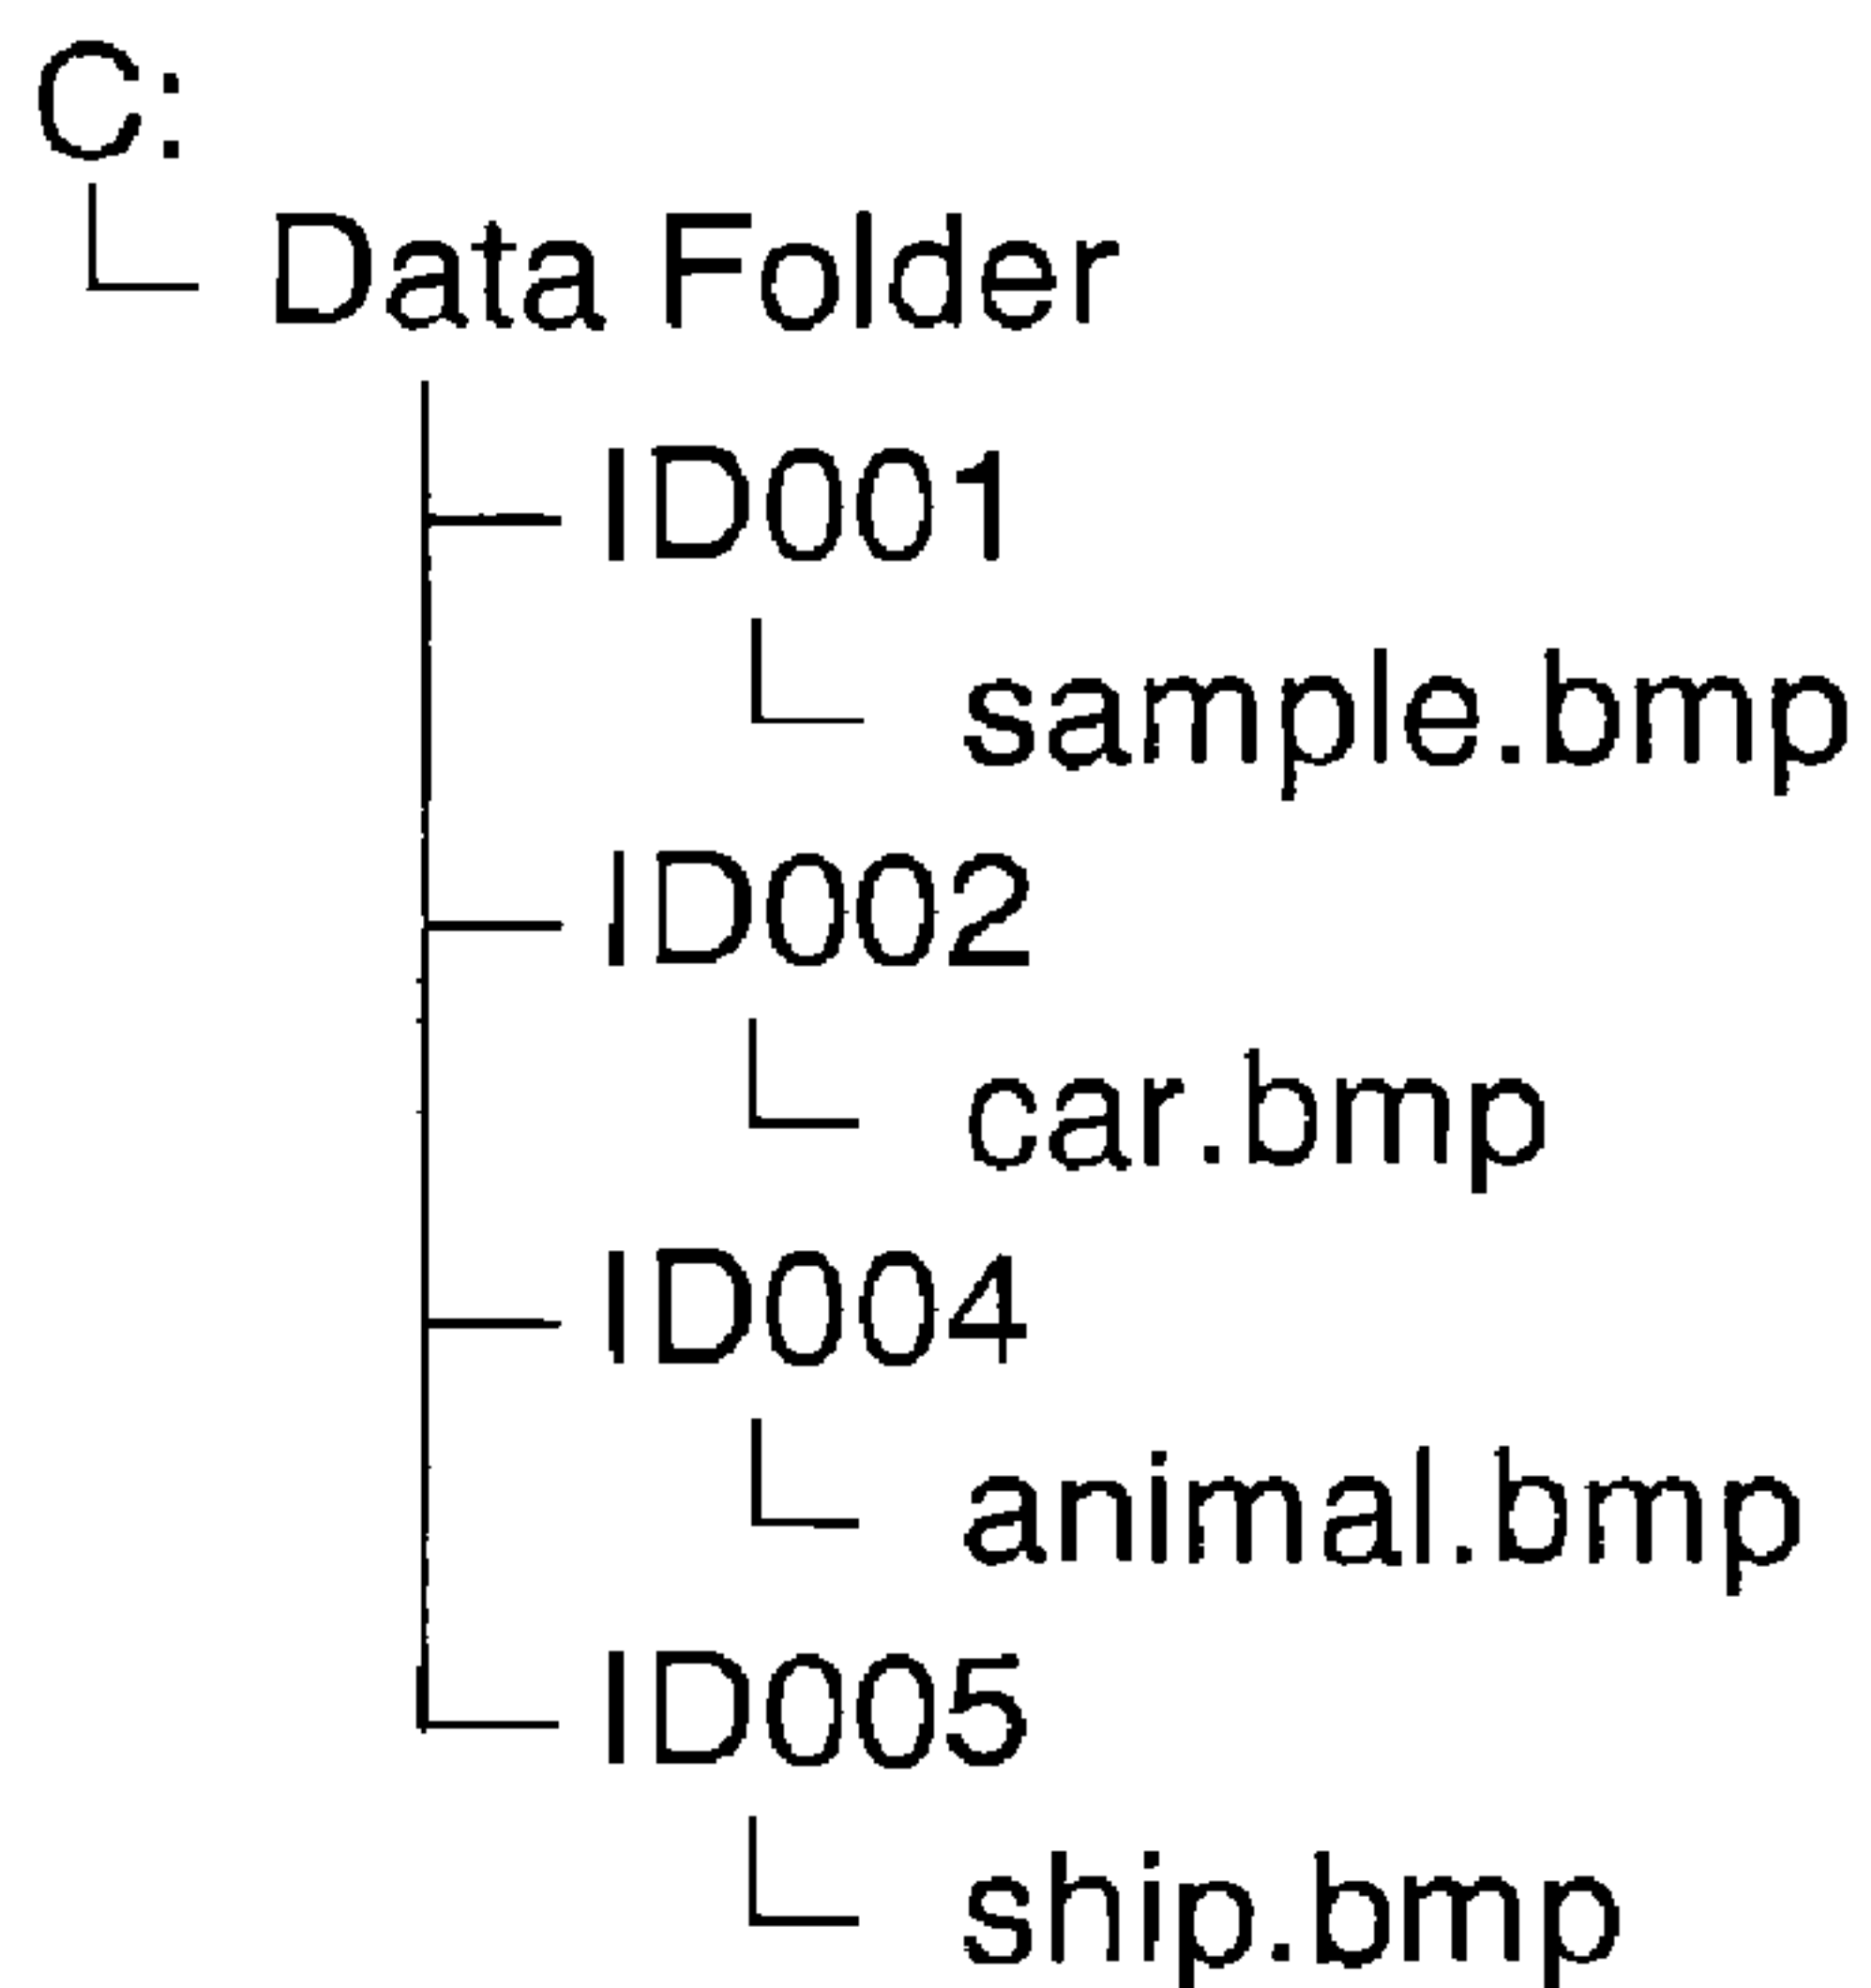 C:
Data Folder
ID001
sample.bmp
ID002
car.bmp
ID004
animal.bmp
ID005
ship.bmp